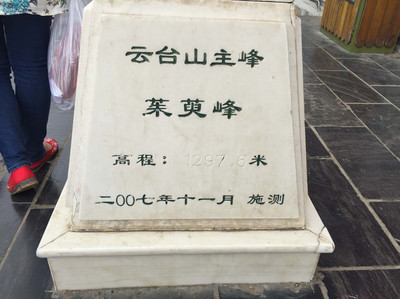 云台山主峰
茱萸峰
高程：1297.6米
二00七年十一月 施测